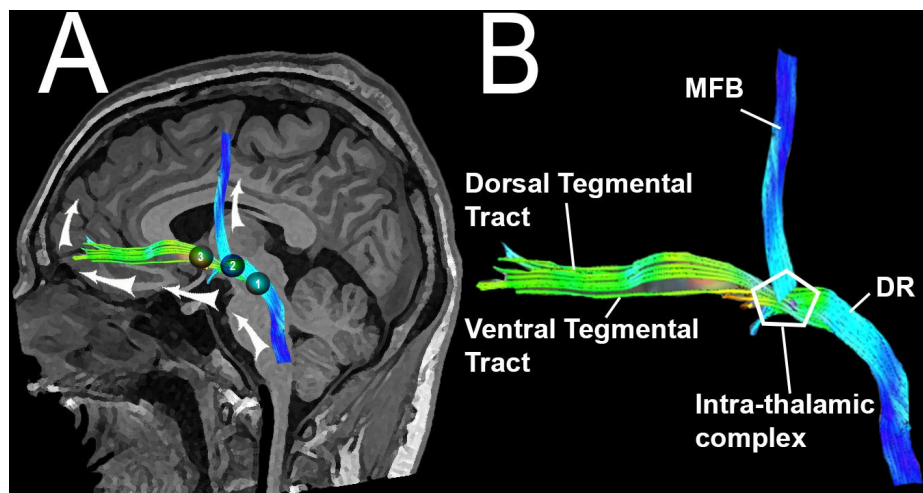 A
3
2
1
B
MFB
Dorsal Tegmental
Tract
DR
Ventral Tegmental
Tract
Intra-thalamic
complex